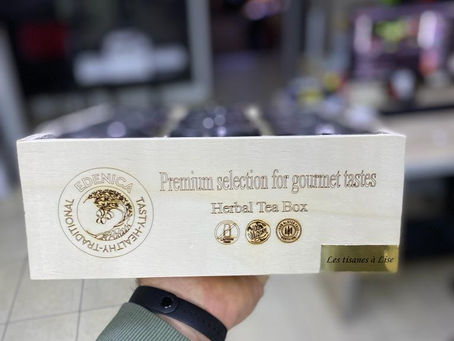 EDENICA
TASTY-HEALTHY-TRADITIONAL
Premium selection for gourmet tastes
Herbal Tea Box
Les tisanes à Lise